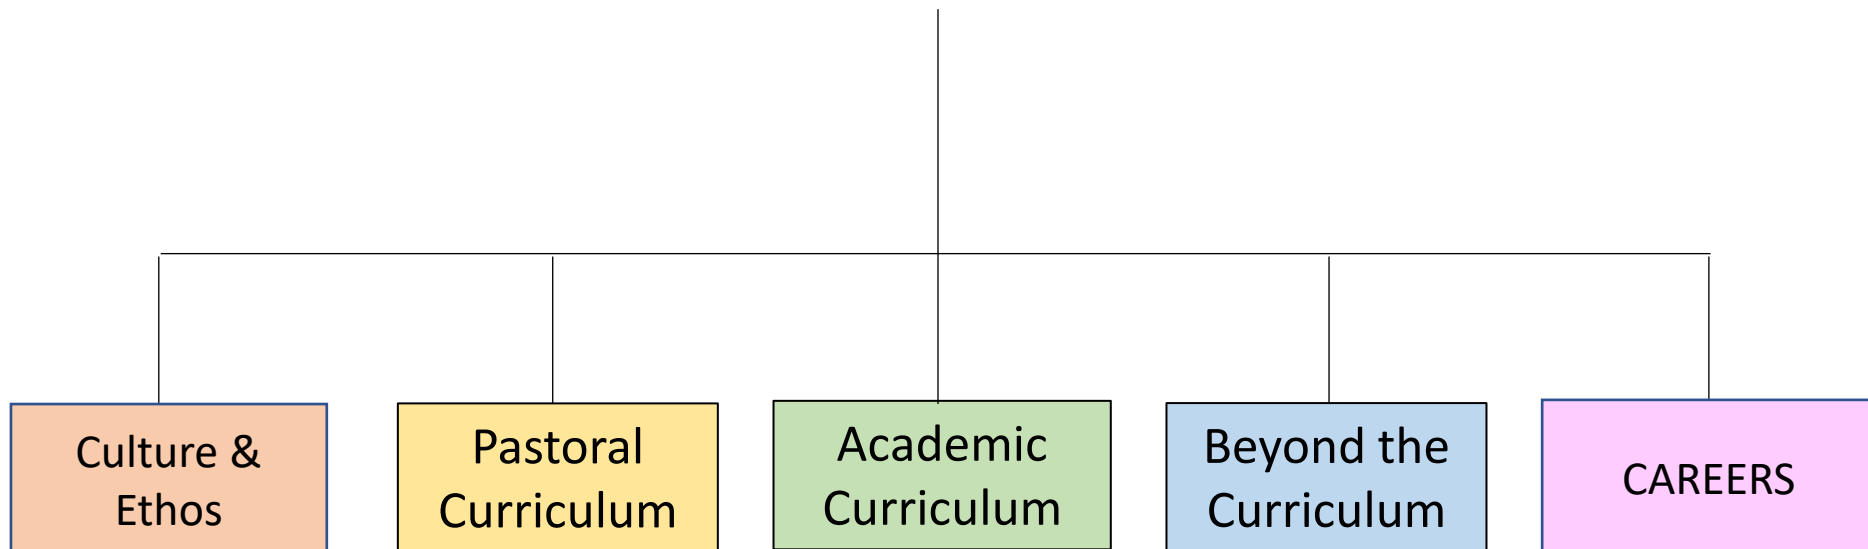 Culture &
Ethos
Pastoral
Curriculum
Academic
Curriculum
Beyond the
Curriculum
CAREERS